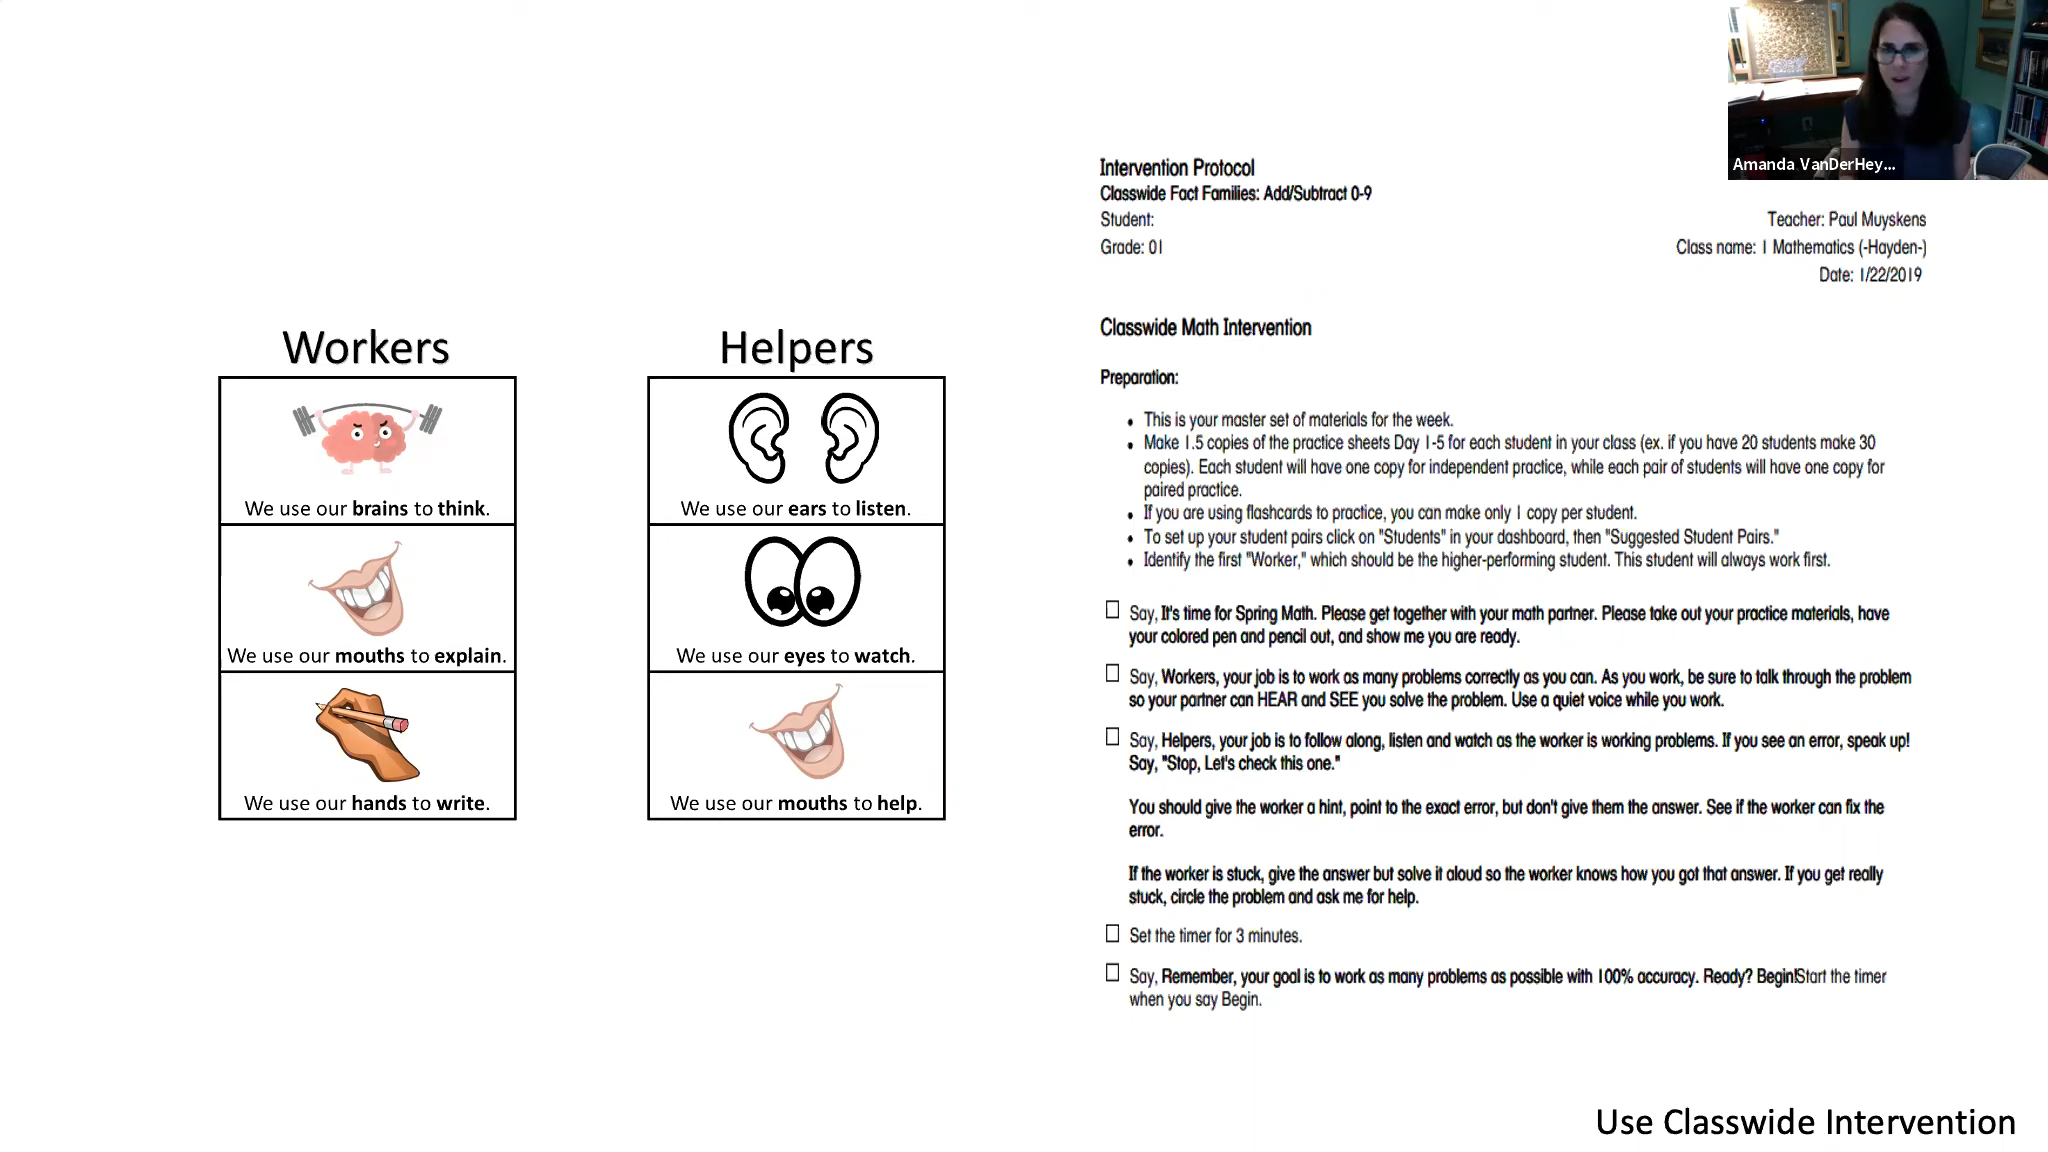 Amanda VanDerHey...
Workers
We use our brains to think.
We use our mouths to explain.
We use our hands to write.
Helpers
We use our ears to listen.
We use our eyes to watch.
We use our mouths to help.
Intervention Protocol
Classwide Fact Families: Add/Subtract 0-9
Student:
Teacher: Paul Muyskens
Grade: 01
Class name: 1 Mathematics (-Hayden-)
Date: 1/22/2019
Classwide Math Intervention
Preparation:
• This is your master set of materials for the week.
• Make 1.5 copies of the practice sheets Day 1-5 for each student in your class (ex. if you have 20 students make 30
copies). Each student will have one copy for independent practice, while each pair of students will have one copy for
paired practice.
• If you are using flashcards to practice, you can make only 1 copy per student.
• To set up your student pairs click on "Students" in your dashboard, then "Suggested Student Pairs."
• Identify the first "Worker," which should be the higher-performing student. This student will always work first.
Say, It's time for Spring Math. Please get together with your math partner. Please take out your practice materials, have
your colored pen and pencil out, and show me you are ready.
Say, Workers, your job is to work as many problems correctly as you can. As you work, be sure to talk through the problem
so your partner can HEAR and SEE you solve the problem. Use a quiet voice while you work.
Say, Helpers, your job is to follow along, listen and watch as the worker is working problems. If you see an error, speak up!
Say, "Stop, Let's check this one."
You should give the worker a hint, point to the exact error, but don't give them the answer. See if the worker can fix the
error.
If the worker is stuck, give the answer but solve it aloud so the worker knows how you got that answer. If you get really
stuck, circle the problem and ask me for help.
Set the timer for 3 minutes.
Say, Remember, your goal is to work as many problems as possible with 100% accuracy. Ready? Begin!Start the timer
when you say Begin.
Use Classwide Intervention